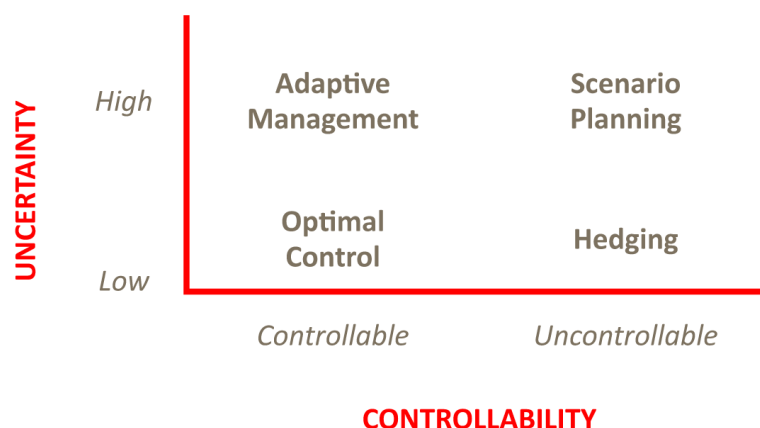 UNCERTAINTY
High
Adaptive
Management
Scenario
Planning
Optimal
Control
Hedging
Low
Controllable
Uncontrollable
CONTROLLABILITY